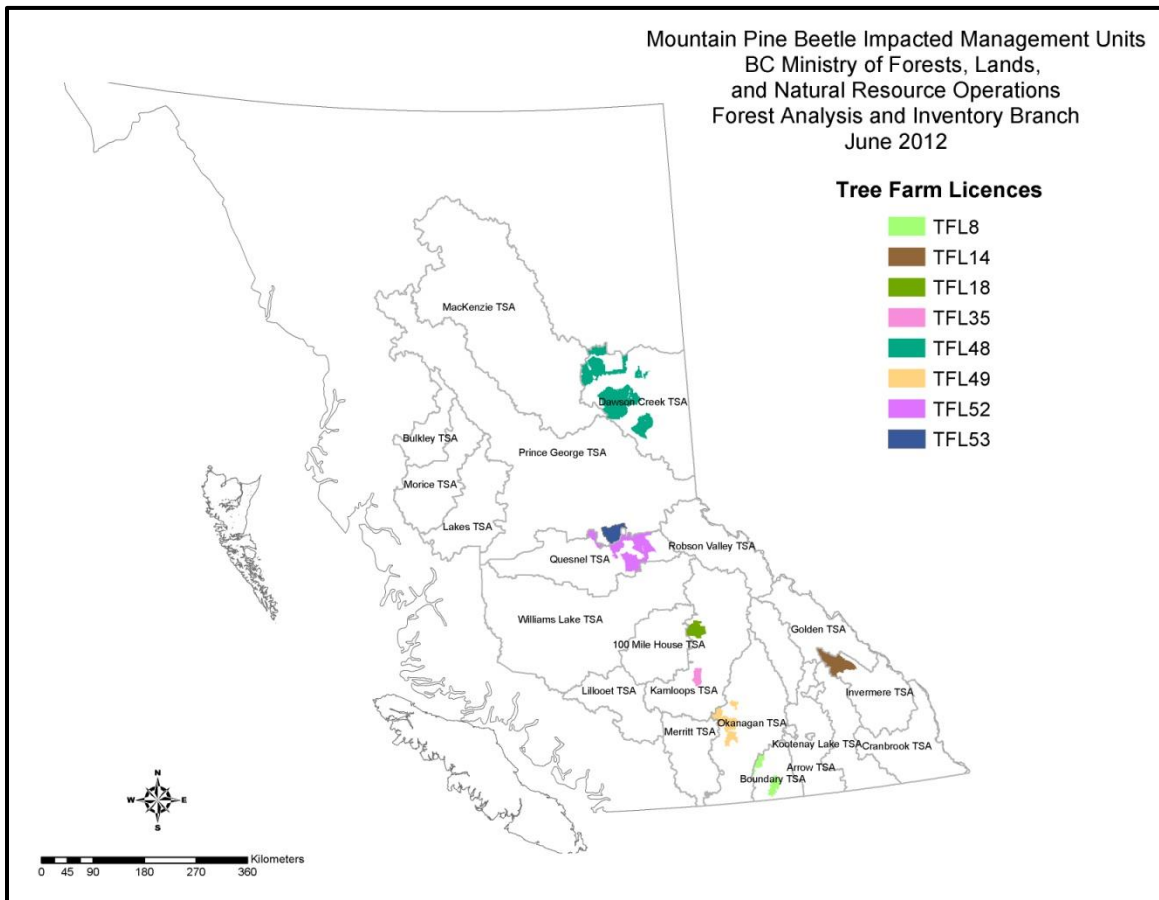 Mountain Pine Beetle Impacted Management Units
BC Ministry of Forests, Lands,
and Natural Resource Operations
Forest Analysis and Inventory Branch
June 2012
Tree Farm Licences
TFL8
TFL14
TFL18
TFL35
TFL48
TFL49
TFL52
TFL53
MacKenzie TSA
Dawson Creek TSA
Bulkley TSA
Prince George TSA
Morice TSA
Lakes TSA
Robson Valley TSA
Quesnel TSA
Williams Lake TSA
Golden TSA
100 Mile House TSA
Lillooet TSA
Kamloops TSA
Invermere TSA
Okanagan TSA
Merritt TSA
Kootenay Lake TSA
Cranbrook TSA
Arrow TSA
Boundary TSA
N
W E
S
Kilometers
0 45 90 180 270 360